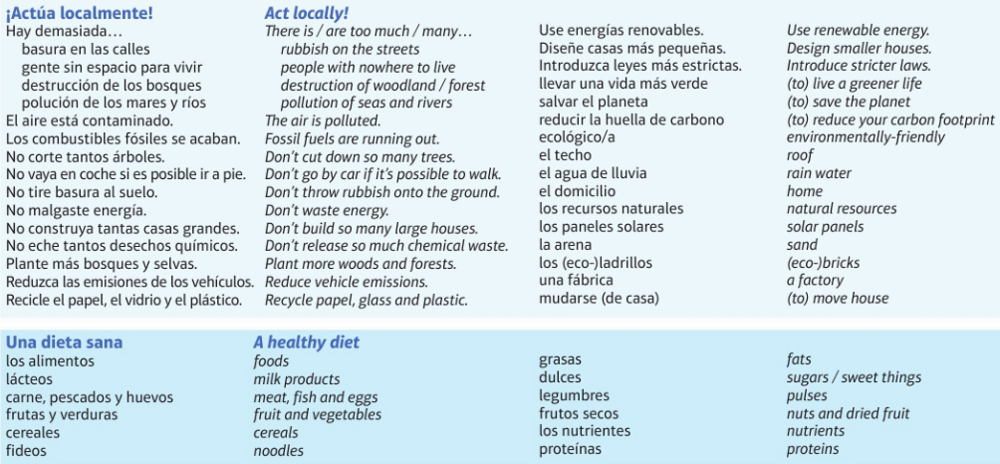 ¡Actúa localmente! Act locally!
Hay demasiada… There is / are too much / many…
basura en las calles rubbish on the streets
gente sin espacio para vivir people with nowhere to live
destrucción de los bosques destruction of woodland / forest
polución de los mares y ríos pollution of seas and rivers
El aire está contaminado. The air is polluted.
Los combustibles fósiles se acaban. Fossil fuels are running out.
No corte tantos árboles. Don't cut down so many trees.
No vaya en coche si es posible ir a pie. Don't go by car if it's possible to walk.
No tire basura al suelo. Don't throw rubbish onto the ground.
No malgaste energía. Don't waste energy.
No construya tantas casas grandes. Don't build so many large houses.
No eche tantos desechos químicos. Don't release so much chemical waste.
Plante más bosques y selvas. Plant more woods and forests.
Reduzca las emisiones de los vehículos. Reduce vehicle emissions.
Recicle el papel, el vidrio y el plástico. Recycle paper, glass and plastic.
Use energías renovables. Use renewable energy.
Diseñe casas más pequeñas. Design smaller houses.
Introduzca leyes más estrictas. Introduce stricter laws.
llevar una vida más verde (to) live a greener life
salvar el planeta (to) save the planet
reducir la huella de carbono (to) reduce your carbon footprint
ecológico/a environmentally-friendly
el techo roof
el agua de lluvia rain water
el domicilio home
los recursos naturales natural resources
los paneles solares solar panels
la arena sand
los (eco-)ladrillos (eco-)bricks
una fábrica a factory
mudarse (de casa) (to) move house
Una dieta sana A healthy diet
los alimentos foods
lácteos milk products
carne, pescados y huevos meat, fish and eggs
frutas y verduras fruit and vegetables
cereales cereals
fideos noodles
grasas fats
dulces sugars / sweet things
legumbres pulses
frutos secos nuts and dried fruit
los nutrientes nutrients
proteínas proteins